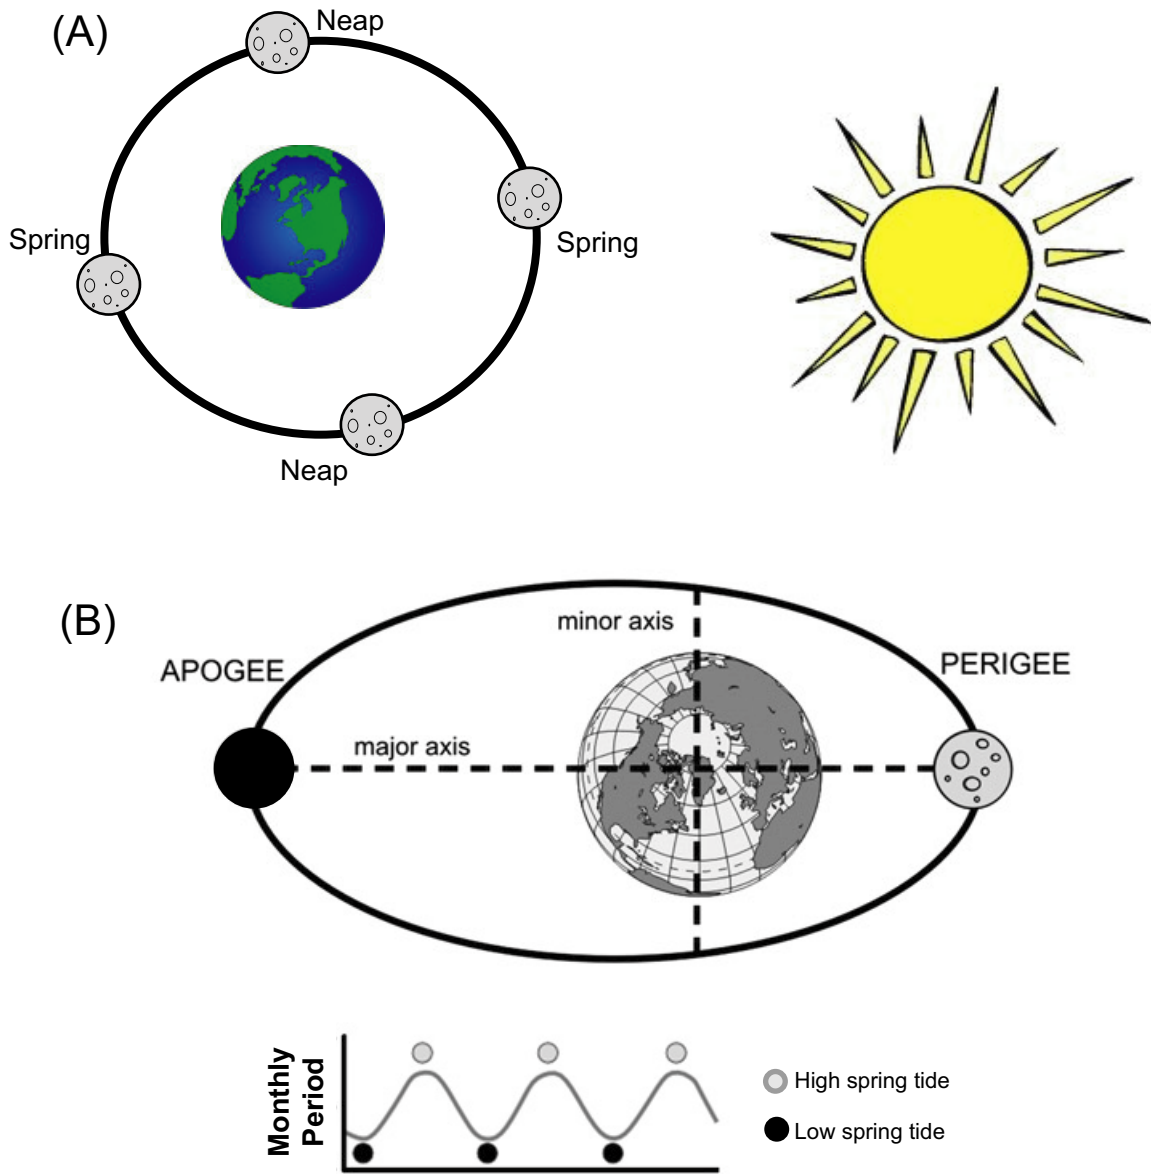 (A)
Neap
Spring
Spring
Neap
(B)
minor axis
APOGEE
PERIGEE
major axis
Monthly
Period
High spring tide
Low spring tide